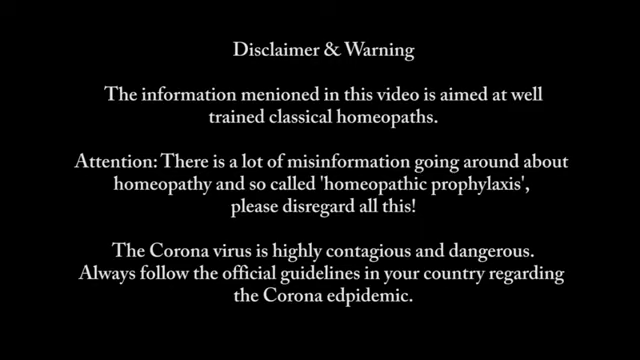 Disclaimer & Warning
The information menioned in this video is aimed at well
trained classical homeopaths.
Attention: There is a lot of misinformation going around about
homeopathy and so called 'homeopathic prophylaxis',
please disregard all this!
The Corona virus is highly contagious and dangerous.
Always follow the official guidelines in your country regarding
the Corona edpidemic.